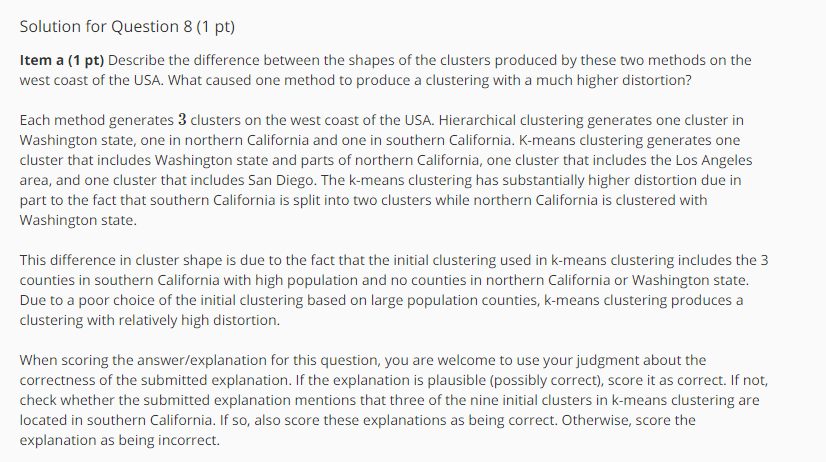 Solution for Question 8 (1 pt)
Item a (1 pt) Describe the difference between the shapes of the clusters produced by these two methods on the
west coast of the USA. What caused one method to produce a clustering with a much higher distortion?
Each method generates 3 clusters on the west coast of the USA. Hierarchical clustering generates one cluster in
Washington state, one in northern California and one in southern California. K-means clustering generates one
cluster that includes Washington state and parts of northern California, one cluster that includes the Los Angeles
area, and one cluster that includes San Diego. The k-means clustering has substantially higher distortion due in
part to the fact that southern California is split into two clusters while northern California is clustered with
Washington state.
This difference in cluster shape is due to the fact that the initial clustering used in k-means clustering includes the 3
counties in southern California with high population and no counties in northern California or Washington state.
Due to a poor choice of the initial clustering based on large population counties, k-means clustering produces a
clustering with relatively high distortion.
When scoring the answer/explanation for this question, you are welcome to use your judgment about the
correctness of the submitted explanation. If the explanation is plausible (possibly correct), score it as correct. If not,
check whether the submitted explanation mentions that three of the nine initial clusters in k-means clustering are
located in southern California. If so, also score these explanations as being correct. Otherwise, score the
explanation as being incorrect.